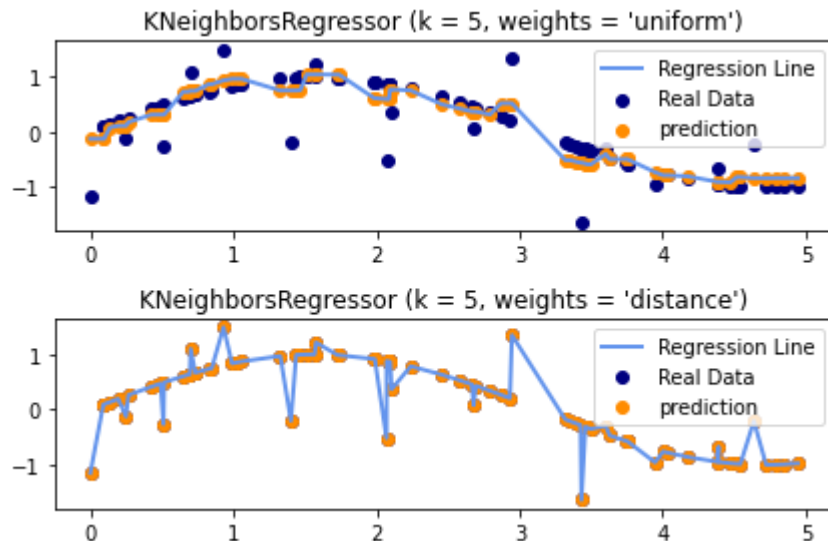 KNeighborsRegressor (k = 5, weights = 'uniform')
1
0
−1
Regression Line
Real Data
prediction
0 1 2 3 4 5
KNeighborsRegressor (k = 5, weights = 'distance')
1
0
−1
Regression Line
Real Data
prediction
0 1 2 3 4 5